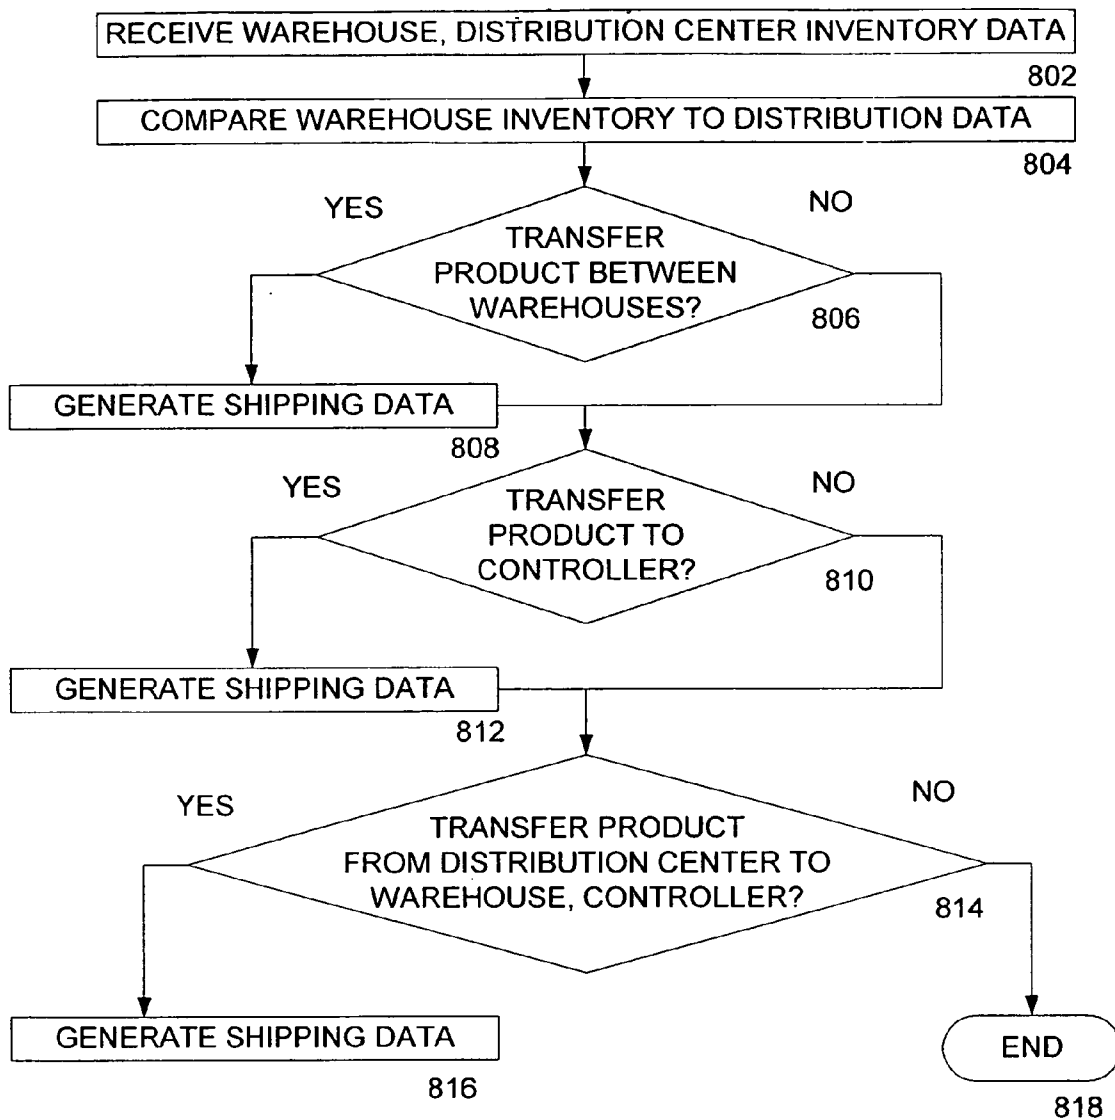 RECEIVE WAREHOUSE, DISTRIBUTION CENTER INVENTORY DATA
802
COMPARE WAREHOUSE INVENTORY TO DISTRIBUTION DATA
804
YES
NO
TRANSFER
PRODUCT BETWEEN
WAREHOUSES?
806
GENERATE SHIPPING DATA
808
YES
NO
TRANSFER
PRODUCT TO
CONTROLLER?
810
GENERATE SHIPPING DATA
812
YES
NO
TRANSFER PRODUCT
FROM DISTRIBUTION CENTER TO
WAREHOUSE, CONTROLLER?
814
GENERATE SHIPPING DATA
816
END
818